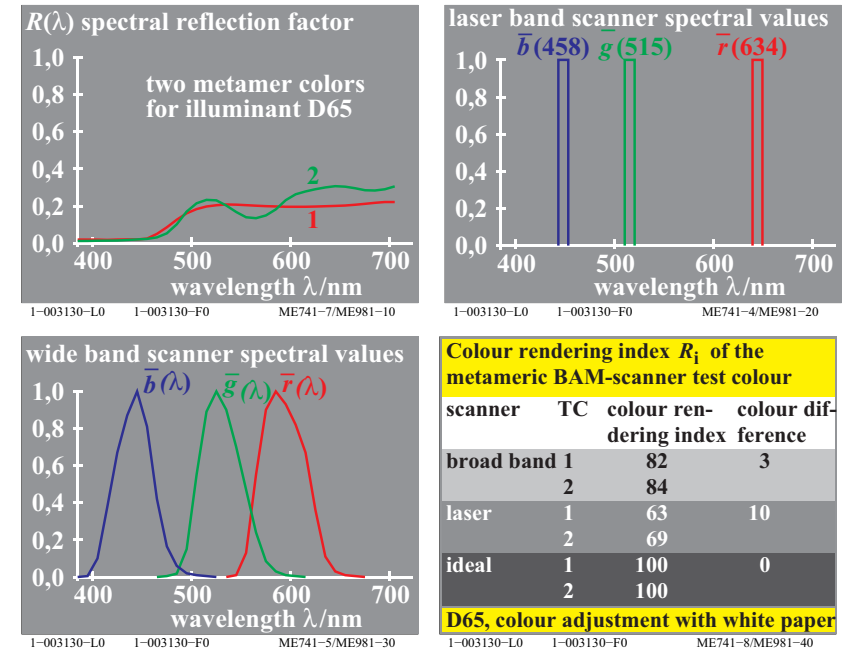 R(λ) spectral reflection factor
1,0
0,8
0,6
0,4
0,2
0,0
two metamer colors
for illuminant D65
2
1
400 500 600 700
wavelength λ/nm
1−003130−L0 1−003130−F0 ME741−7/ME981−10
laser band scanner spectral values
b̅(458) g̅(515) r̅(634)
1,0
0,8
0,6
0,4
0,2
0,0
400 500 600 700
wavelength λ/nm
1−003130−L0 1−003130−F0 ME741−4/ME981−20
wide band scanner spectral values
b̅(λ) g̅(λ) r̅(λ)
1,0
0,8
0,6
0,4
0,2
0,0
400 500 600 700
wavelength λ/nm
1−003130−L0 1−003130−F0 ME741−5/ME981−30
Colour rendering index Ri of the
metameric BAM-scanner test colour
scanner TC colour ren- colour dif-
dering index ference
broad band 1 82 3
2 84
laser 1 63 10
2 69
ideal 1 100 0
2 100
D65, colour adjustment with white paper
1−003130−L0 1−003130−F0 ME741−8/ME981−40